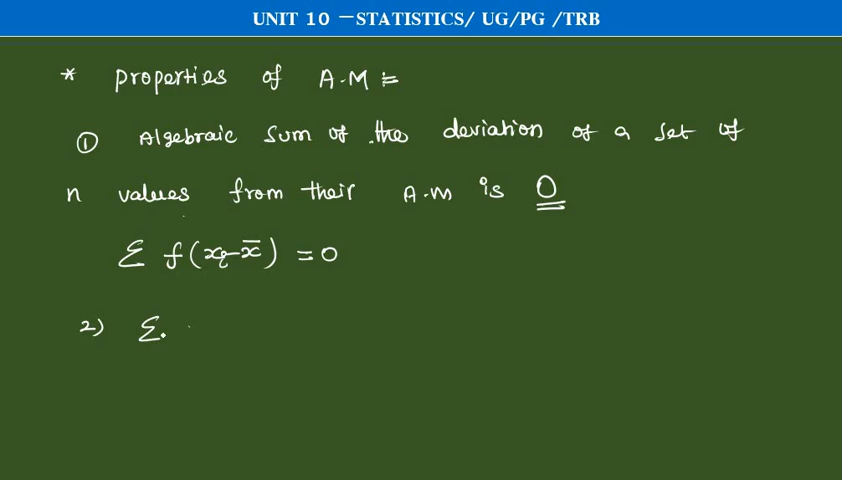 UNIT 10 –STATISTICS/ UG/PG /TRB
* properties of A.M =
① Algebraic sum of the deviation of a set of
n values from their A.M is 0
Σ f(xᵢ-x̄) = 0
2) Σ.